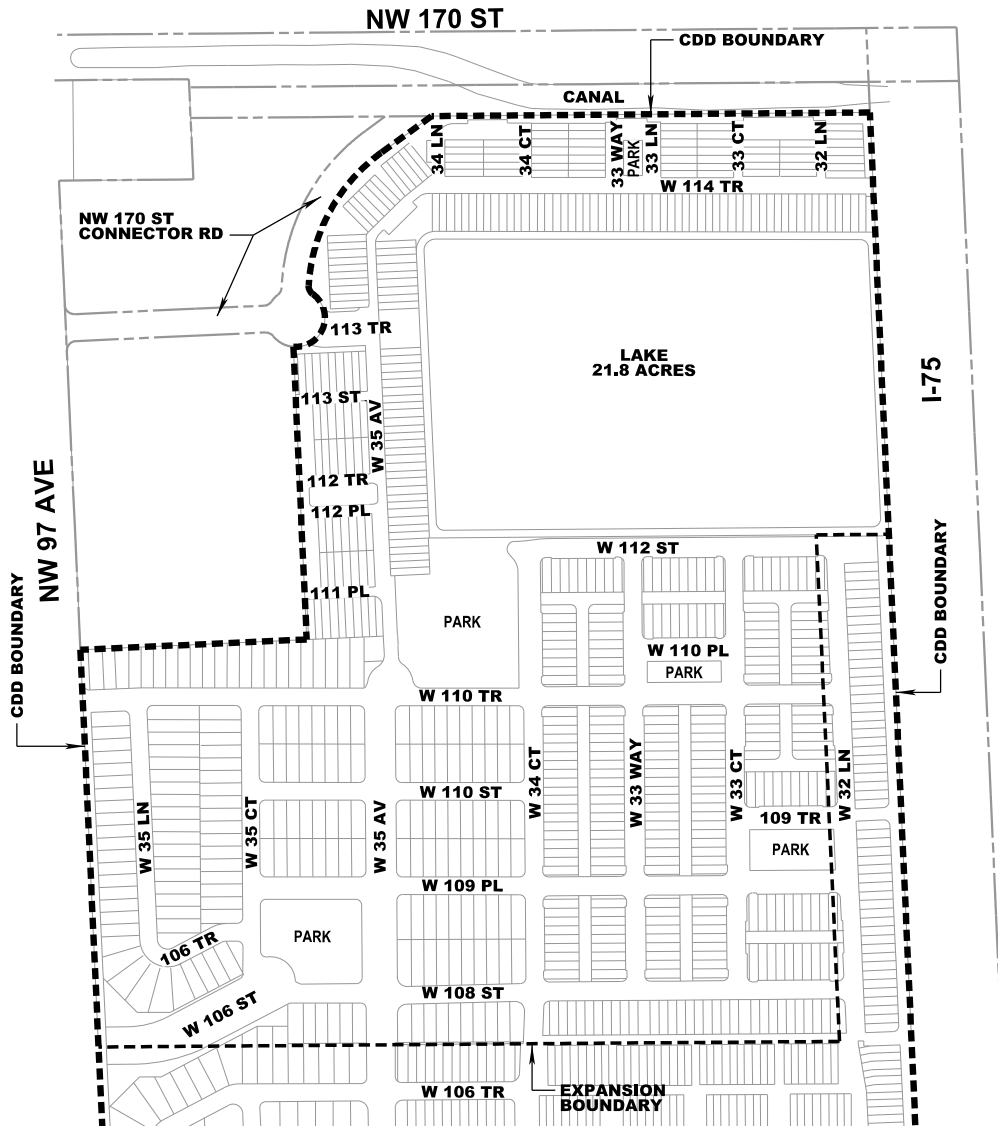 NW 170 ST
CDD BOUNDARY
CANAL
34 LN
34 CT
33 WAY
PARK
33 LN
33 CT
32 LN
W 114 TR
NW 170 ST
CONNECTOR RD
113 TR
LAKE
21.8 ACRES
I-75
113 ST
W 35 AV
112 TR
112 PL
NW 97 AVE
W 112 ST
111 PL
PARK
W 110 PL
PARK
CDD BOUNDARY
CDD BOUNDARY
W 110 TR
W 34 CT
W 33 WAY
W 33 CT
W 32 LN
W 110 ST
W 35 LN
W 35 CT
W 35 AV
109 TR
PARK
W 109 PL
PARK
106 TR
W 108 ST
W 106 ST
W 106 TR
EXPANSION
BOUNDARY